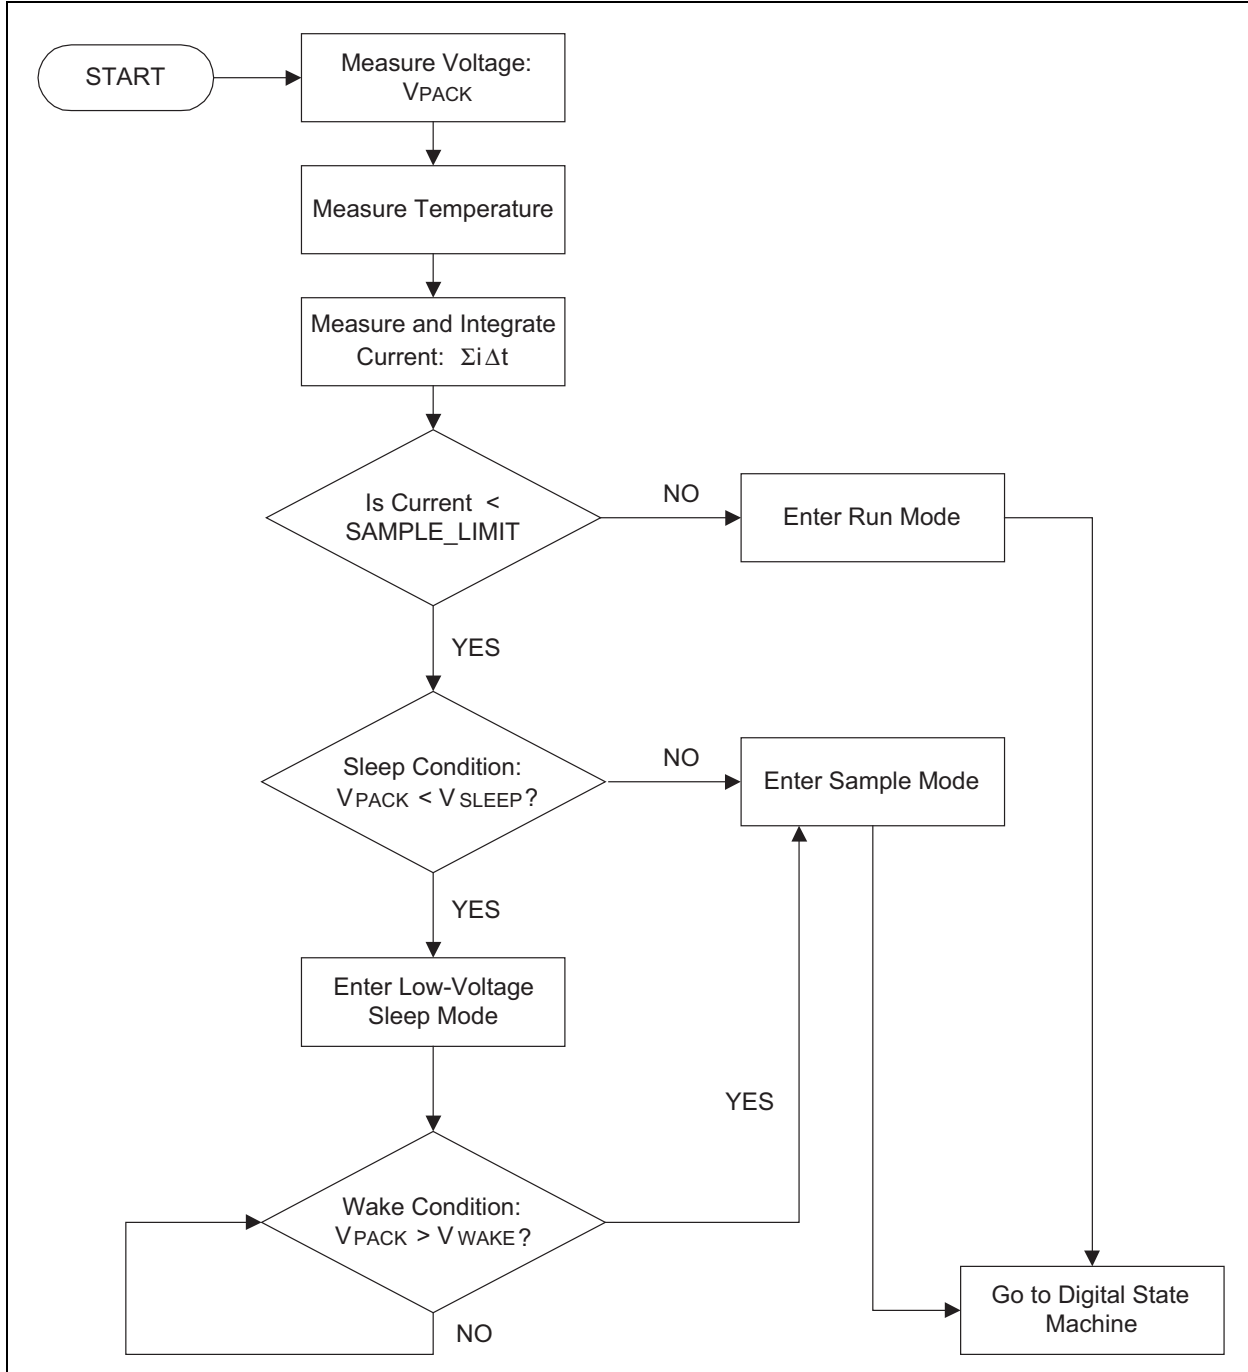 START
Measure Voltage:
VPACK
Measure Temperature
Measure and Integrate
Current: ΣiΔt
Is Current <
SAMPLE_LIMIT
NO
Enter Run Mode
YES
Sleep Condition:
VPACK < VSLEEP?
NO
Enter Sample Mode
YES
Enter Low-Voltage
Sleep Mode
YES
Wake Condition:
VPACK > VWAKE?
NO
Go to Digital State
Machine